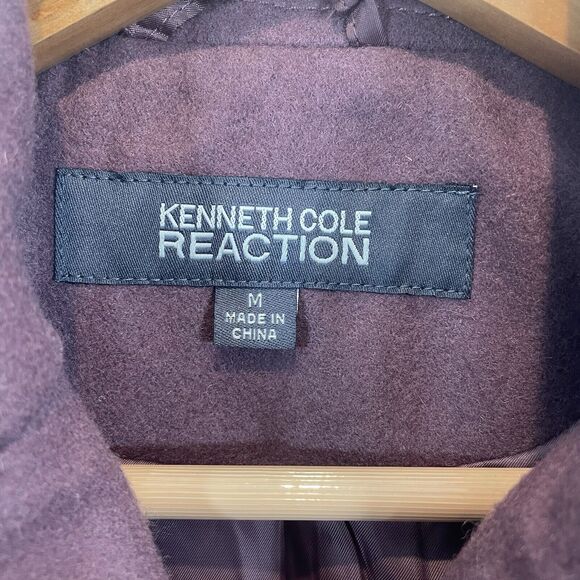 KENNETH COLE
REACTION
M
MADE IN
CHINA